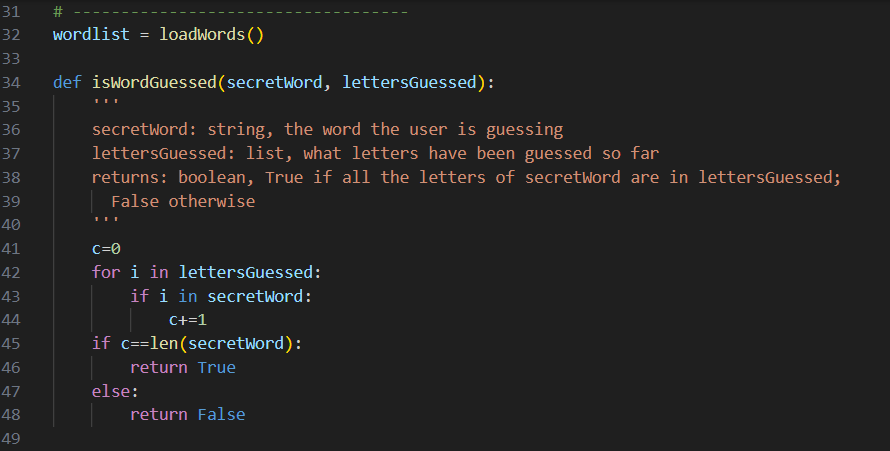 31 # -----------------------------------
32 wordlist = loadWords()
33
34 def isWordGuessed(secretWord, lettersGuessed):
35     '''
36     secretWord: string, the word the user is guessing
37     lettersGuessed: list, what letters have been guessed so far
38     returns: boolean, True if all the letters of secretWord are in lettersGuessed;
39       False otherwise
40     '''
41     c=0
42     for i in lettersGuessed:
43         if i in secretWord:
44             c+=1
45     if c==len(secretWord):
46         return True
47     else:
48         return False
49